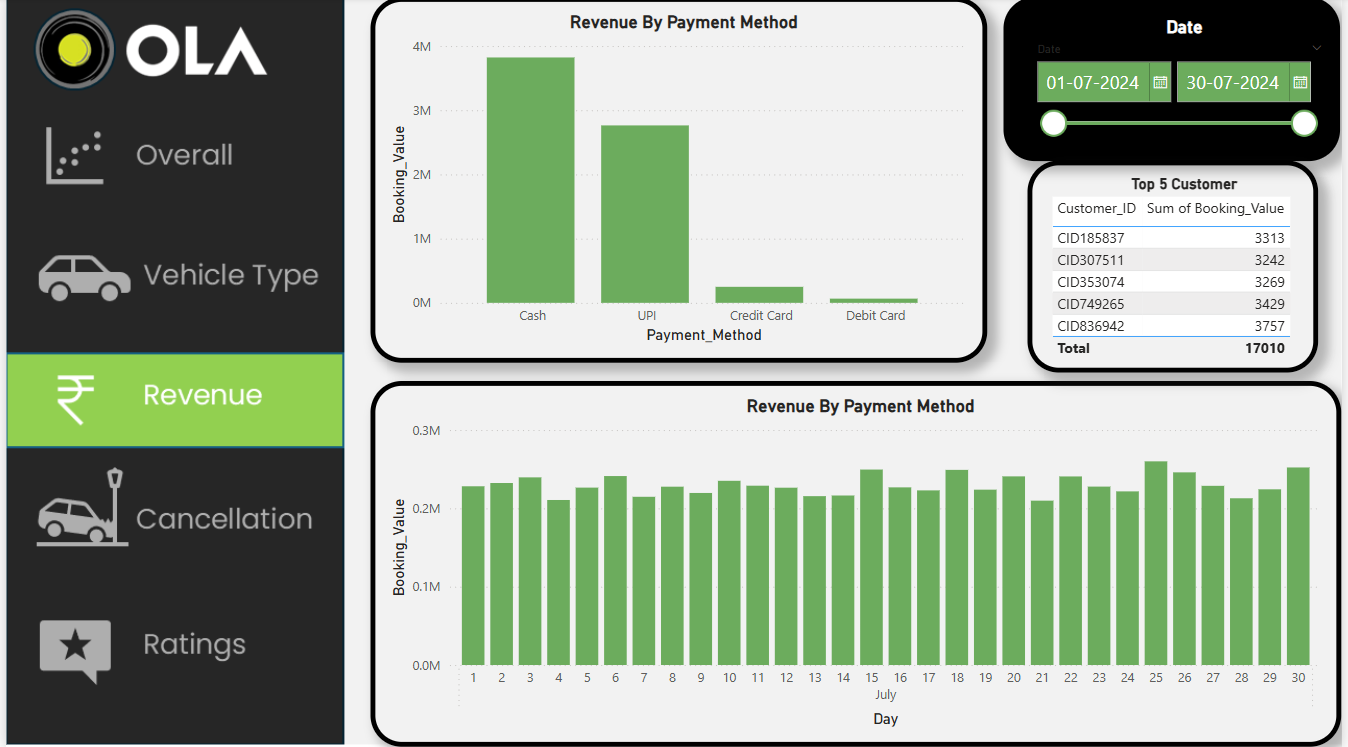 OLA
Overall
Vehicle Type
₹ Revenue
Cancellation
Ratings
Revenue By Payment Method
4M
3M
2M
1M
0M
Booking_Value
Cash UPI Credit Card Debit Card
Payment_Method
Date
Date
01-07-2024 30-07-2024
Top 5 Customer
Customer_ID Sum of Booking_Value
CID185837 3313
CID307511 3242
CID353074 3269
CID749265 3429
CID836942 3757
Total 17010
Revenue By Payment Method
0.3M
0.2M
0.1M
0.0M
Booking_Value
1 2 3 4 5 6 7 8 9 10 11 12 13 14 15 16 17 18 19 20 21 22 23 24 25 26 27 28 29 30
July
Day